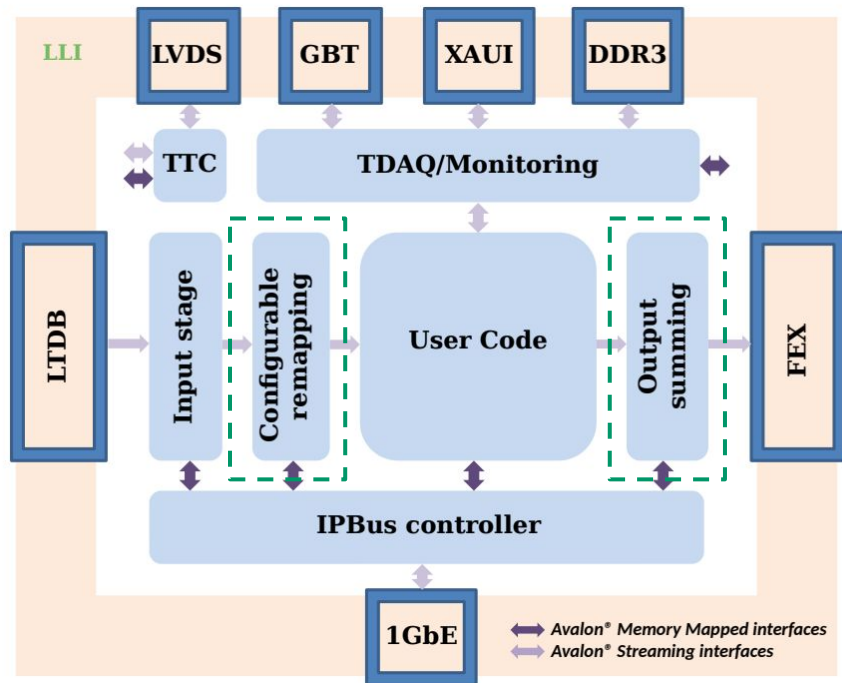 LLI
LVDS
GBT
XAUI
DDR3
TTC
TDAQ/Monitoring
LTDB
Input stage
Configurable
remapping
User Code
Output
summing
FEX
IPBus controller
1GbE
Avalon® Memory Mapped interfaces
Avalon® Streaming interfaces